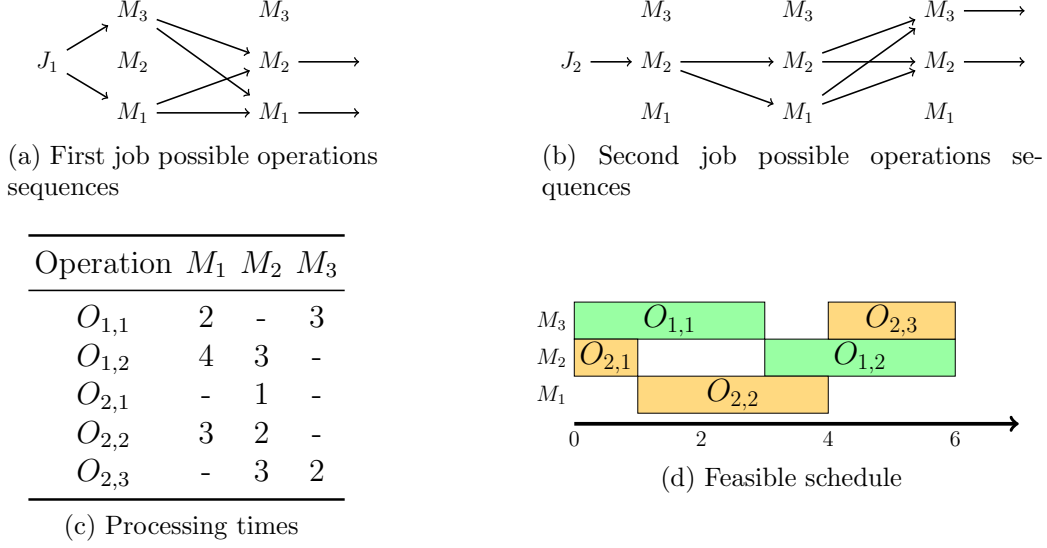 M3 M3 M3 M3 M3
J1 M2 M2 J2 M2 M2 M2
M1 M1 M1 M1 M1
(a) First job possible operations
sequences
(b) Second job possible operations se-
quences
Operation M1 M2 M3
O1,1 2 - 3
O1,2 4 3 -
O2,1 - 1 -
O2,2 3 2 -
O2,3 - 3 2
(c) Processing times
M3 O1,1 O2,3
M2 O2,1 O1,2
M1 O2,2
0 2 4 6
(d) Feasible schedule